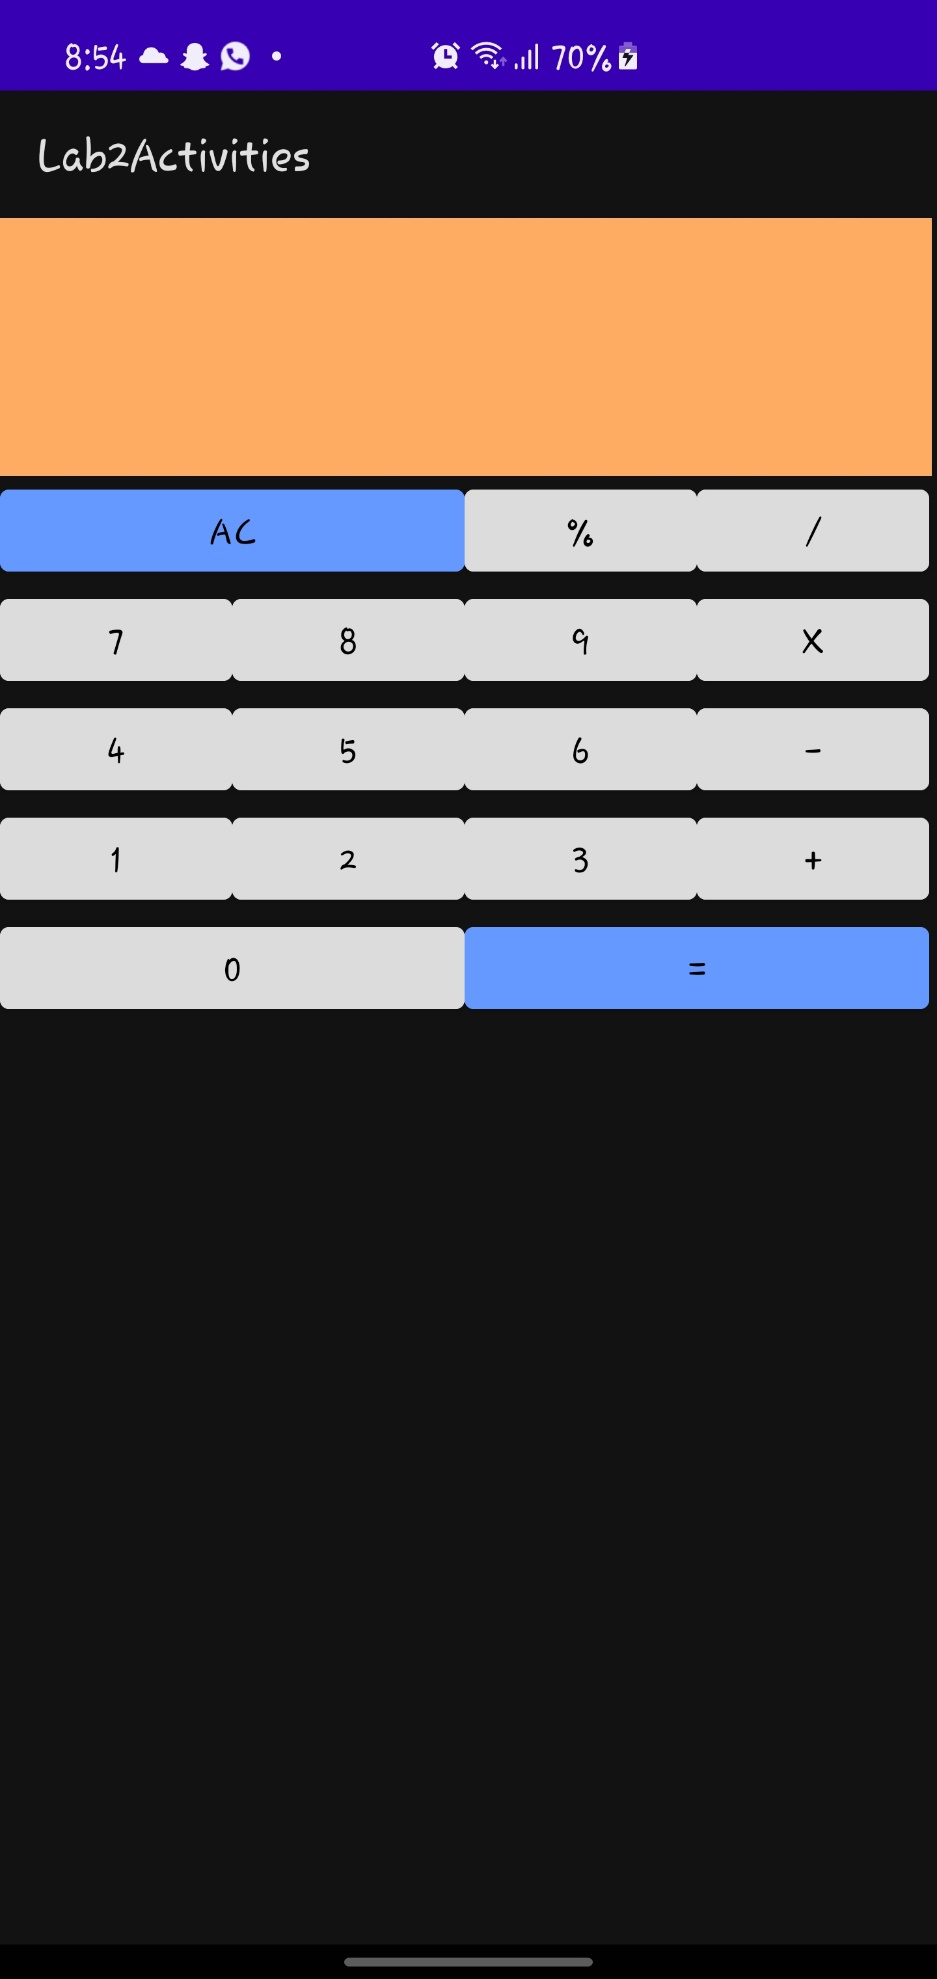 8:54 70%
Lab2Activities
AC % /
7 8 9 X
4 5 6 -
1 2 3 +
0 =